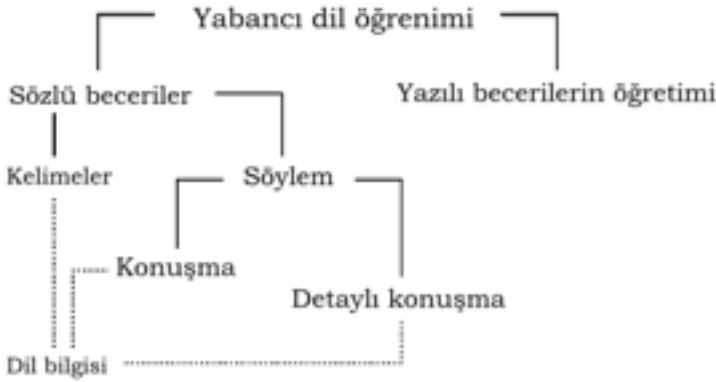 Yabancı dil öğrenimi
Sözlü beceriler
Yazılı becerilerin öğretimi
Kelimeler
Söylem
Konuşma
Detaylı konuşma
Dil bilgisi